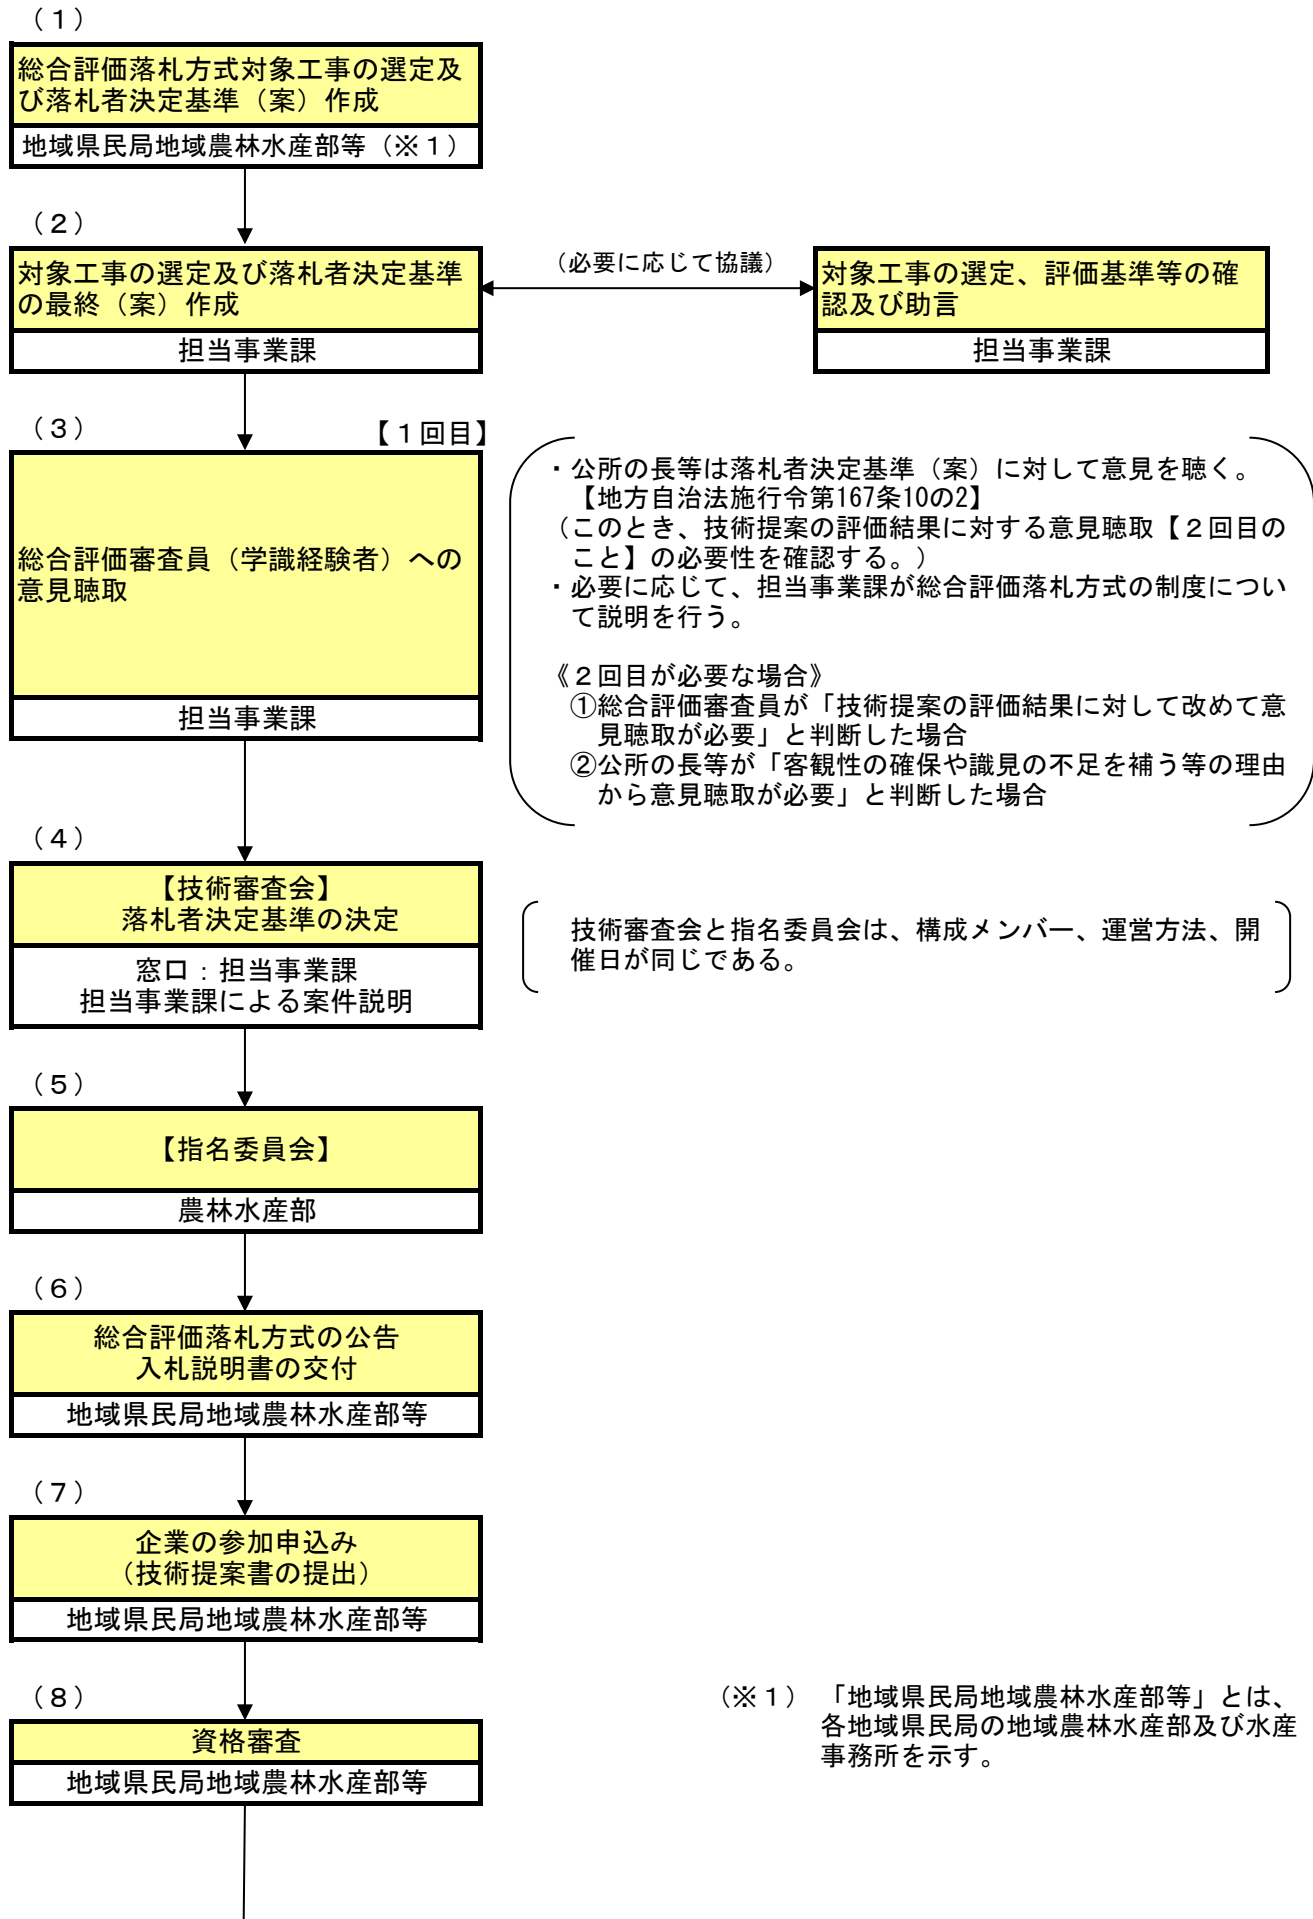 （１）
総合評価落札方式対象工事の選定及
び落札者決定基準（案）作成
地域県民局地域農林水産部等（※１）
（２）
対象工事の選定及び落札者決定基準
の最終（案）作成
担当事業課
（必要に応じて協議）
対象工事の選定、評価基準等の確
認及び助言
担当事業課
（３）
【１回目】
総合評価審査員（学識経験者）への
意見聴取
担当事業課
・公所の長等は落札者決定基準（案）に対して意見を聴く。
【地方自治法施行令第167条10の2】
（このとき、技術提案の評価結果に対する意見聴取【２回目の
こと】の必要性を確認する。）
・必要に応じて、担当事業課が総合評価落札方式の制度につい
て説明を行う。
《２回目が必要な場合》
①総合評価審査員が「技術提案の評価結果に対して改めて意
見聴取が必要」と判断した場合
②公所の長等が「客観性の確保や識見の不足を補う等の理由
から意見聴取が必要」と判断した場合
（４）
【技術審査会】
落札者決定基準の決定
窓口：担当事業課
担当事業課による案件説明
技術審査会と指名委員会は、構成メンバー、運営方法、開
催日が同じである。
（５）
【指名委員会】
農林水産部
（６）
総合評価落札方式の公告
入札説明書の交付
地域県民局地域農林水産部等
（７）
企業の参加申込み
（技術提案書の提出）
地域県民局地域農林水産部等
（８）
資格審査
地域県民局地域農林水産部等
（※１）　「地域県民局地域農林水産部等」とは、
各地域県民局の地域農林水産部及び水産
事務所を示す。